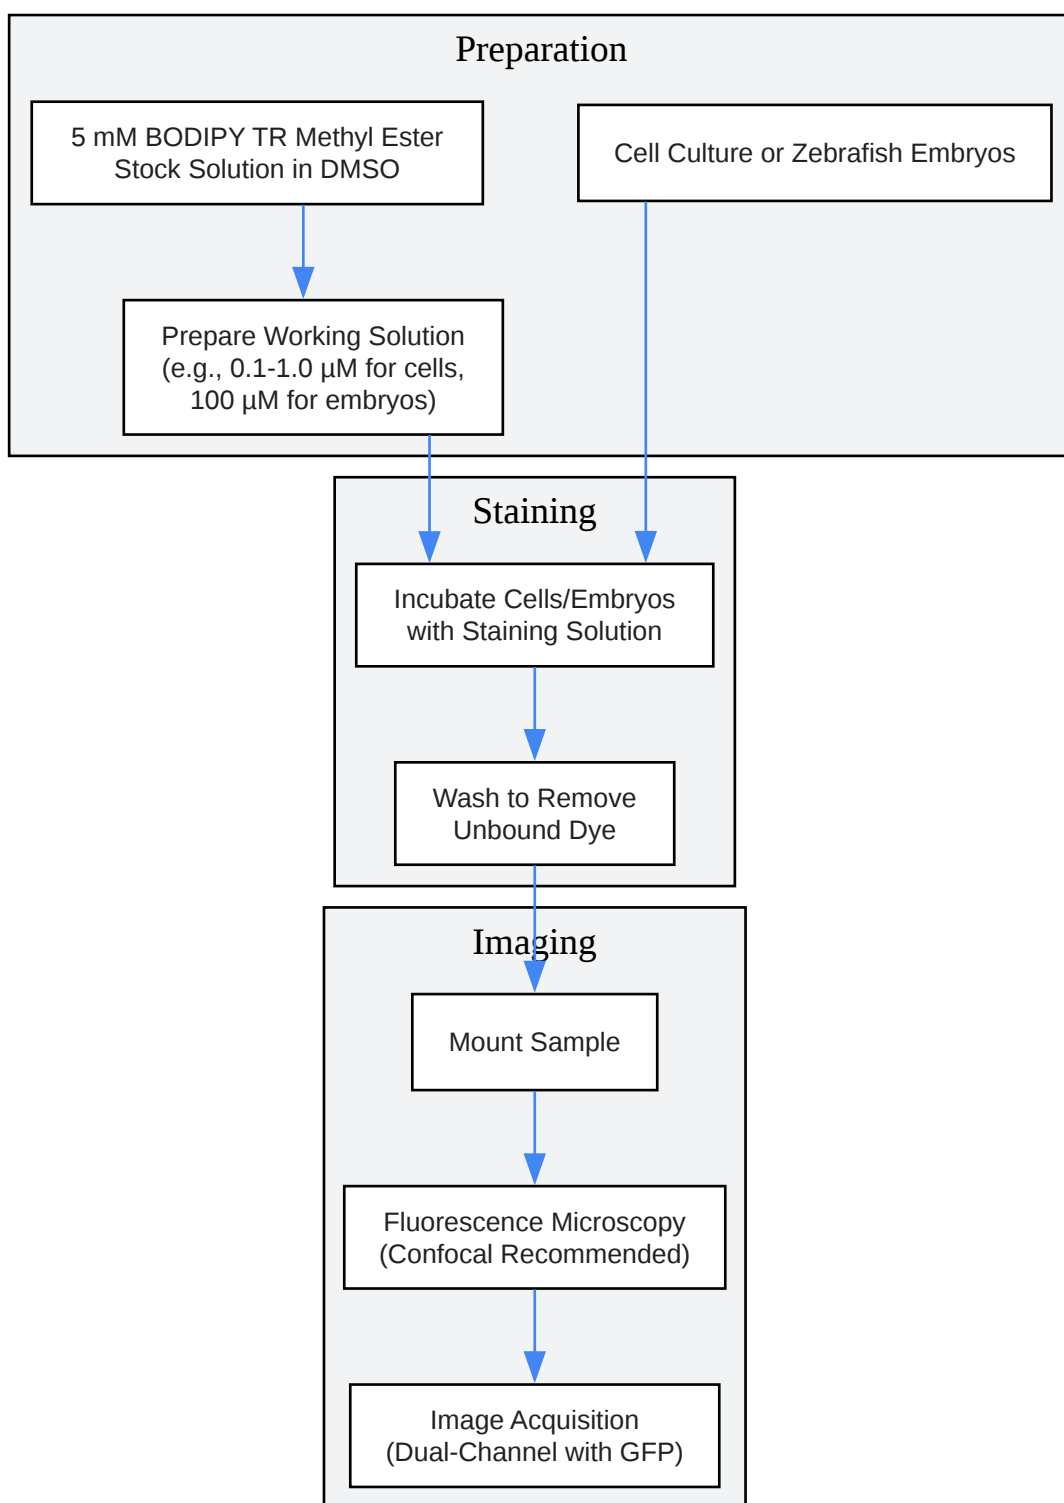 Preparation
5 mM BODIPY TR Methyl Ester
Stock Solution in DMSO
Cell Culture or Zebrafish Embryos
Prepare Working Solution
(e.g., 0.1-1.0 µM for cells,
100 µM for embryos)
Staining
Incubate Cells/Embryos
with Staining Solution
Wash to Remove
Unbound Dye
Imaging
Mount Sample
Fluorescence Microscopy
(Confocal Recommended)
Image Acquisition
(Dual-Channel with GFP)